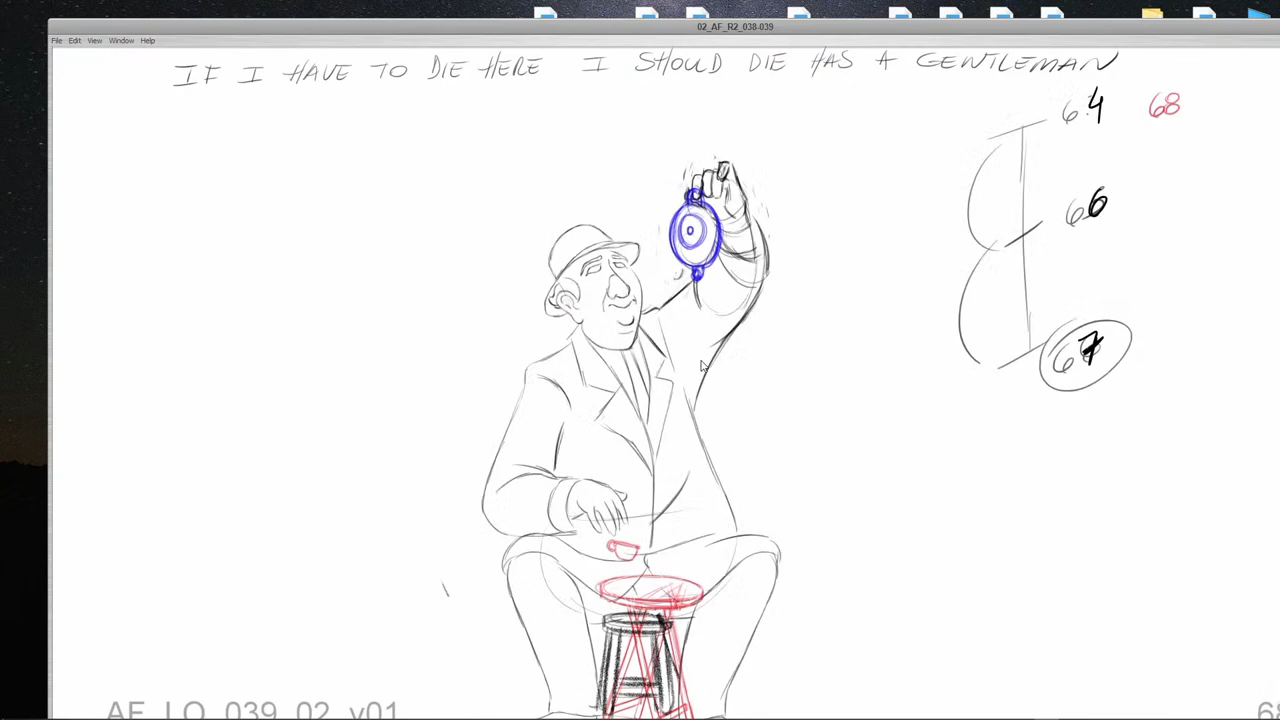 02_AF_R2_038-039
File Edit View Window Help
IF I HAVE TO DIE HERE I SHOULD DIE HAS A GENTLEMAN
64 68
66
67
AF_LO_039_02_v01